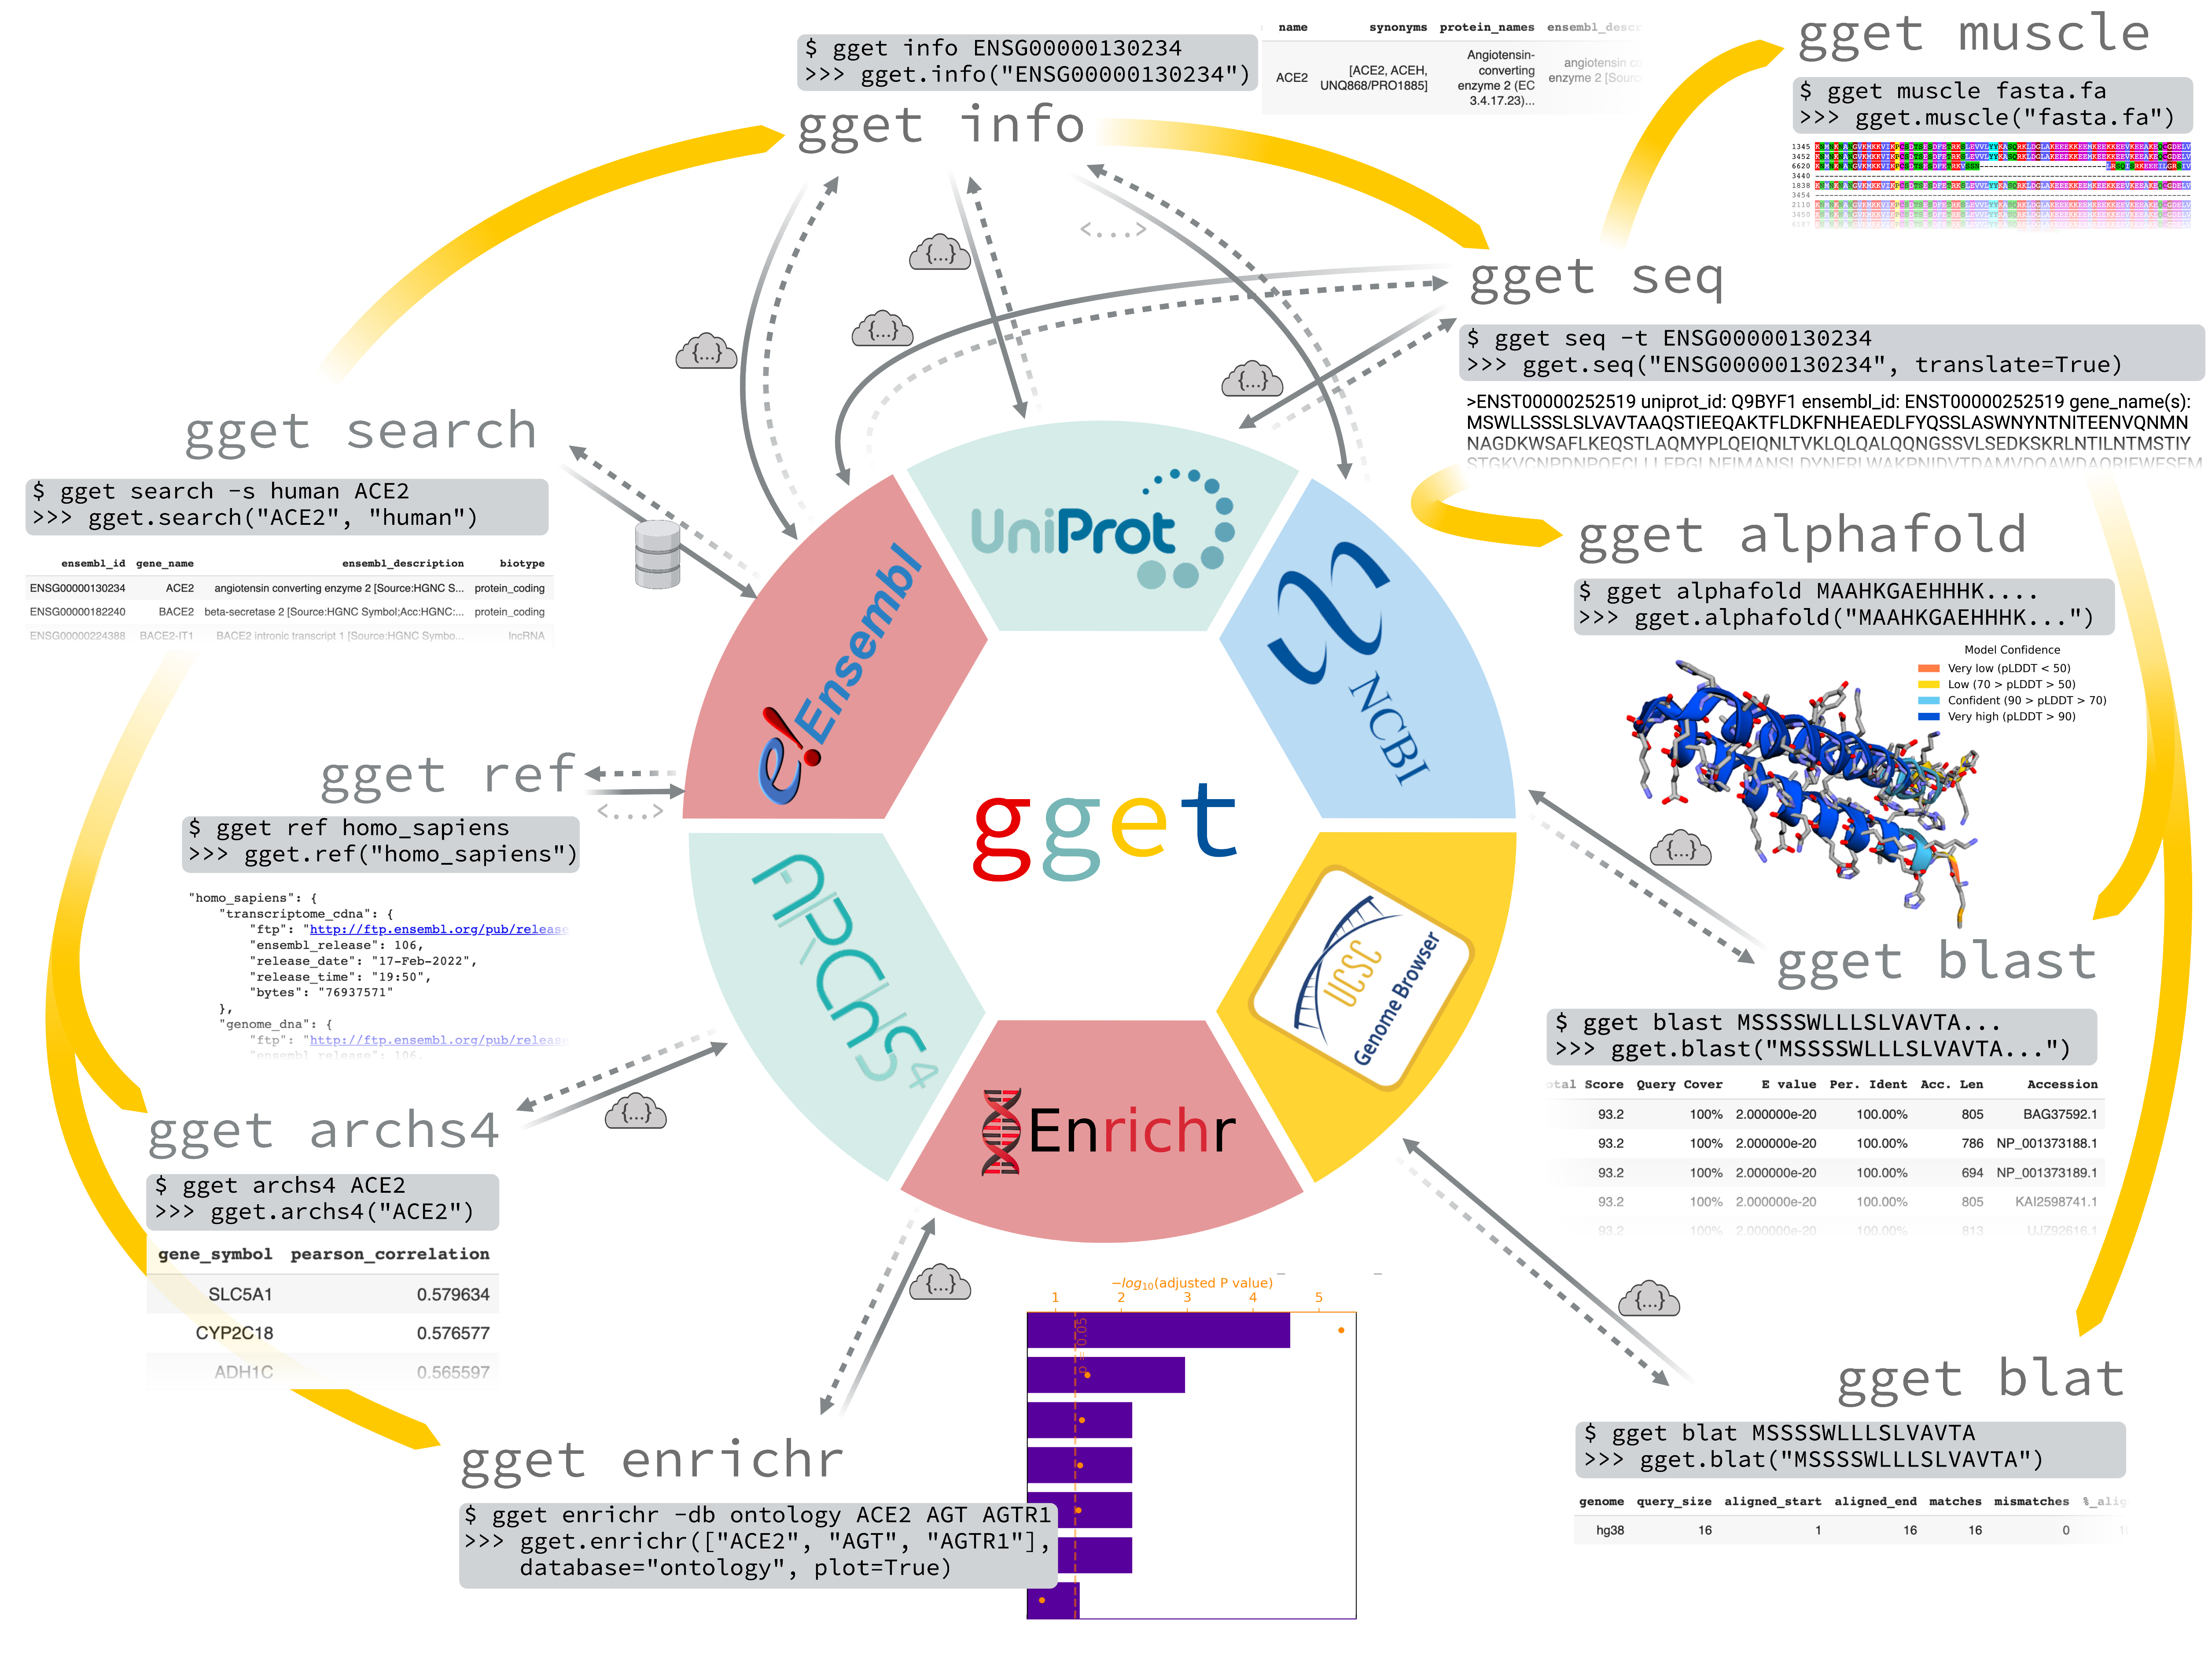 $ gget info ENSG00000130234
>>> gget.info("ENSG00000130234")
gget info
name synonyms protein_names ensembl_descr
ACE2 [ACE2, ACEH, UNQ868/PRO1885] Angiotensin-converting enzyme 2 (EC 3.4.17.23)... angiotensin co enzyme 2 [Sourc
gget muscle
$ gget muscle fasta.fa
>>> gget.muscle("fasta.fa")
1345
3452
6620
3440
1838
3454
2110
3450
6187
<...>
{...}
{...}
{...}
{...}
gget seq
$ gget seq -t ENSG00000130234
>>> gget.seq("ENSG00000130234", translate=True)
>ENST00000252519 uniprot_id: Q9BYF1 ensembl_id: ENST00000252519 gene_name(s):
MSWLLSSSLSLVAVTAAQSTIEEQAKTFLDKFNHEAEDLFYQSSLASWNYNTNITEENVQNMN
NAGDKWSAFLKEQSTLAQMYPLQEIQNLTVKLQLQALQQNGSSVLSEDKSKRLNTILNTMSTIY
gget search
$ gget search -s human ACE2
>>> gget.search("ACE2", "human")
ensembl_id gene_name ensembl_description biotype
ENSG00000130234 ACE2 angiotensin converting enzyme 2 [Source:HGNC S... protein_coding
ENSG00000182240 BACE2 beta-secretase 2 [Source:HGNC Symbol;Acc:HGNC:... protein_coding
ENSG00000224388 BACE2-IT1 BACE2 intronic transcript 1 [Source:HGNC Symbo... lncRNA
gget alphafold
$ gget alphafold MAAHKGAEHHHK....
>>> gget.alphafold("MAAHKGAEHHHK...")
Model Confidence
Very low (pLDDT < 50)
Low (70 > pLDDT > 50)
Confident (90 > pLDDT > 70)
Very high (pLDDT > 90)
UniProt
e!Ensembl
NCBI
gget
ARCHS4
UCSC
Genome Browser
Enrichr
gget ref
<...>
$ gget ref homo_sapiens
>>> gget.ref("homo_sapiens")
"homo_sapiens": {
"transcriptome_cdna": {
"ftp": "http://ftp.ensembl.org/pub/release
"ensembl_release": 106,
"release_date": "17-Feb-2022",
"release_time": "19:50",
"bytes": "76937571"
},
"genome_dna": {
"ftp": "http://ftp.ensembl.org/pub/release
"ensembl_release": 106,
{...}
gget blast
$ gget blast MSSSSWLLLSLVAVTA...
>>> gget.blast("MSSSSWLLLSLVAVTA...")
otal Score Query Cover E value Per. Ident Acc. Len Accession
93.2 100% 2.000000e-20 100.00% 805 BAG37592.1
93.2 100% 2.000000e-20 100.00% 786 NP_001373188.1
93.2 100% 2.000000e-20 100.00% 694 NP_001373189.1
93.2 100% 2.000000e-20 100.00% 805 KAI2598741.1
93.2 100% 2.000000e-20 100.00% 813 UJZ92616.1
{...}
gget archs4
$ gget archs4 ACE2
>>> gget.archs4("ACE2")
gene_symbol pearson_correlation
SLC5A1 0.579634
CYP2C18 0.576577
ADH1C 0.565597
{...}
−log10(adjusted P value)
1 2 3 4 5
p = 0.05
gget enrichr
$ gget enrichr -db ontology ACE2 AGT AGTR1
>>> gget.enrichr(["ACE2", "AGT", "AGTR1"],
database="ontology", plot=True)
{...}
gget blat
$ gget blat MSSSSWLLLSLVAVTA
>>> gget.blat("MSSSSWLLLSLVAVTA")
genome query_size aligned_start aligned_end matches mismatches %_alig
hg38 16 1 16 16 0